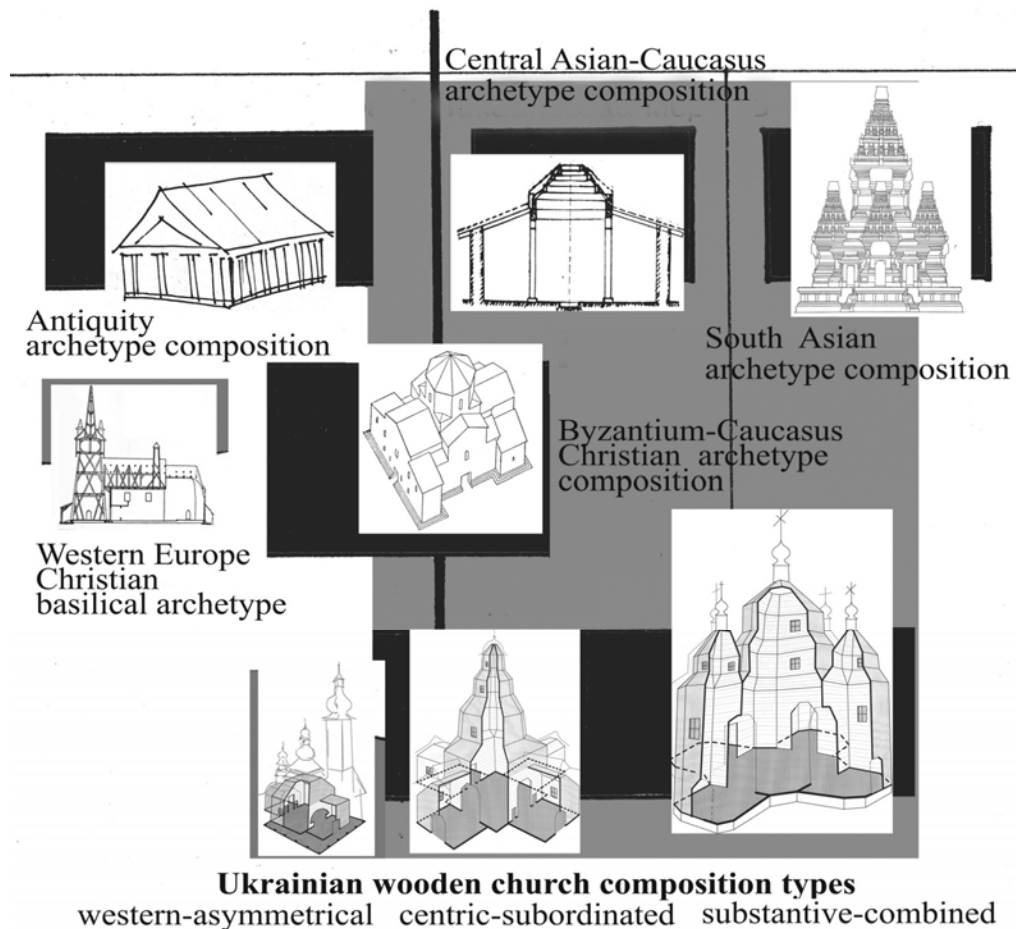 Central Asian-Caucasus
archetype composition
Antiquity
archetype composition
South Asian
archetype composition
Byzantium-Caucasus
Christian archetype
composition
Western Europe
Christian
basilical archetype
Ukrainian wooden church composition types
western-asymmetrical centric-subordinated substantive-combined